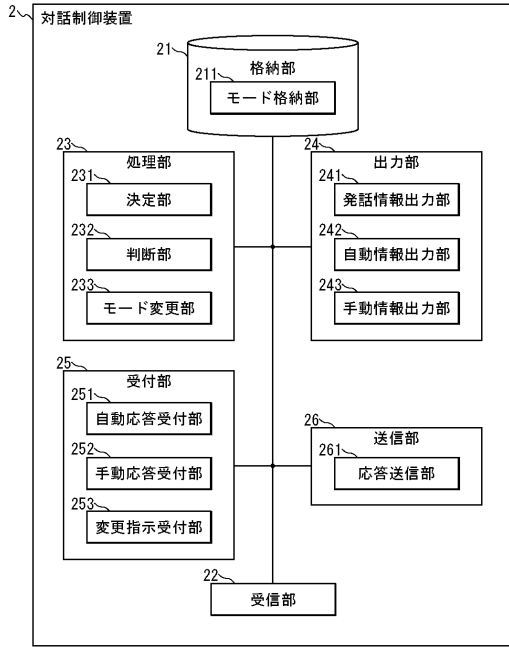 2
対話制御装置
21
格納部
211
モード格納部
23
処理部
231
決定部
232
判断部
233
モード変更部
24
出力部
241
発話情報出力部
242
自動情報出力部
243
手動情報出力部
25
受付部
251
自動応答受付部
252
手動応答受付部
253
変更指示受付部
26
送信部
261
応答送信部
22
受信部